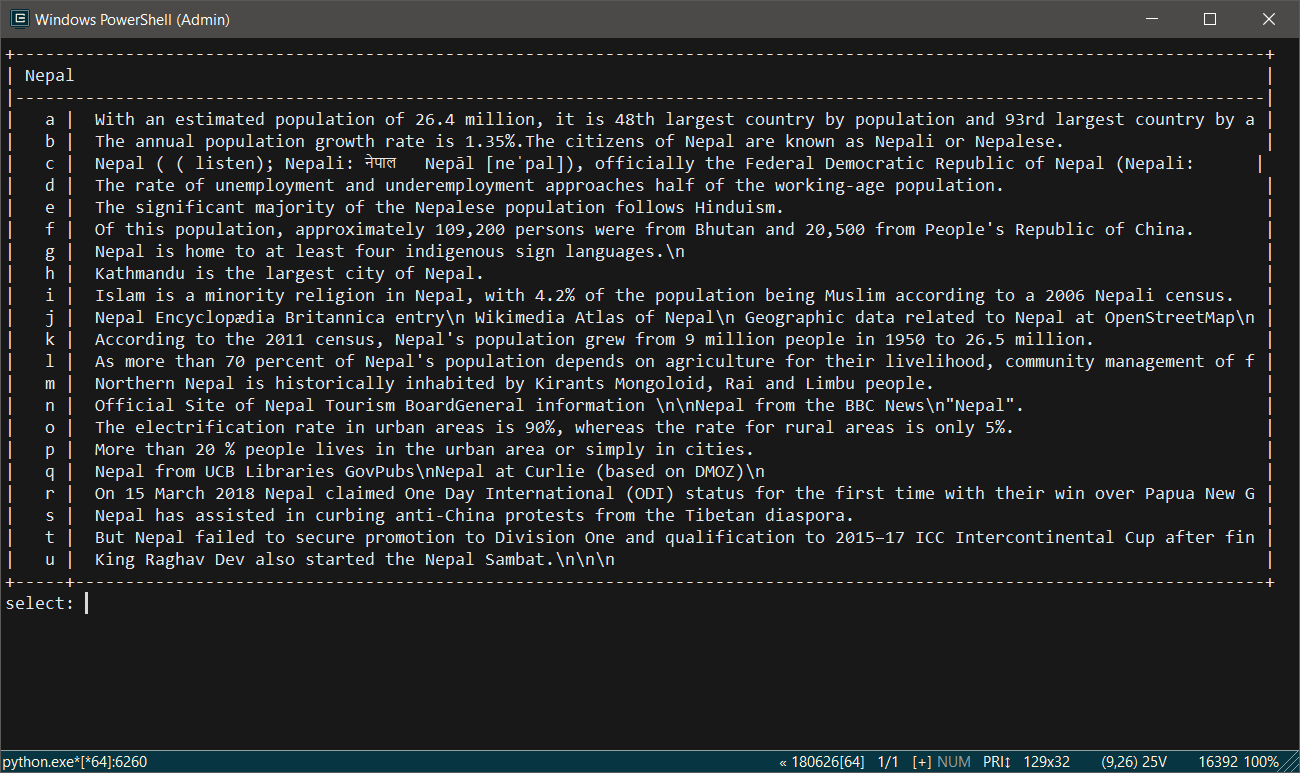 Windows PowerShell (Admin)
Nepal
a | With an estimated population of 26.4 million, it is 48th largest country by population and 93rd largest country by a |
b | The annual population growth rate is 1.35%.The citizens of Nepal are known as Nepali or Nepalese. |
c | Nepal ( ( listen); Nepali: नेपाल Nepāl [neˈpal]), officially the Federal Democratic Republic of Nepal (Nepali: |
d | The rate of unemployment and underemployment approaches half of the working-age population. |
e | The significant majority of the Nepalese population follows Hinduism. |
f | Of this population, approximately 109,200 persons were from Bhutan and 20,500 from People's Republic of China. |
g | Nepal is home to at least four indigenous sign languages.\n |
h | Kathmandu is the largest city of Nepal. |
i | Islam is a minority religion in Nepal, with 4.2% of the population being Muslim according to a 2006 Nepali census. |
j | Nepal Encyclopædia Britannica entry\n Wikimedia Atlas of Nepal\n Geographic data related to Nepal at OpenStreetMap\n |
k | According to the 2011 census, Nepal's population grew from 9 million people in 1950 to 26.5 million. |
l | As more than 70 percent of Nepal's population depends on agriculture for their livelihood, community management of f |
m | Northern Nepal is historically inhabited by Kirants Mongoloid, Rai and Limbu people. |
n | Official Site of Nepal Tourism BoardGeneral information \n\nNepal from the BBC News\n"Nepal". |
o | The electrification rate in urban areas is 90%, whereas the rate for rural areas is only 5%. |
p | More than 20 % people lives in the urban area or simply in cities. |
q | Nepal from UCB Libraries GovPubs\nNepal at Curlie (based on DMOZ)\n |
r | On 15 March 2018 Nepal claimed One Day International (ODI) status for the first time with their win over Papua New G |
s | Nepal has assisted in curbing anti-China protests from the Tibetan diaspora. |
t | But Nepal failed to secure promotion to Division One and qualification to 2015–17 ICC Intercontinental Cup after fin |
u | King Raghav Dev also started the Nepal Sambat.\n\n\n |
select:
python.exe*[*64]:6260 « 180626[64] 1/1 [+] NUM PRI↕ 129x32 (9,26) 25V 16392 100%